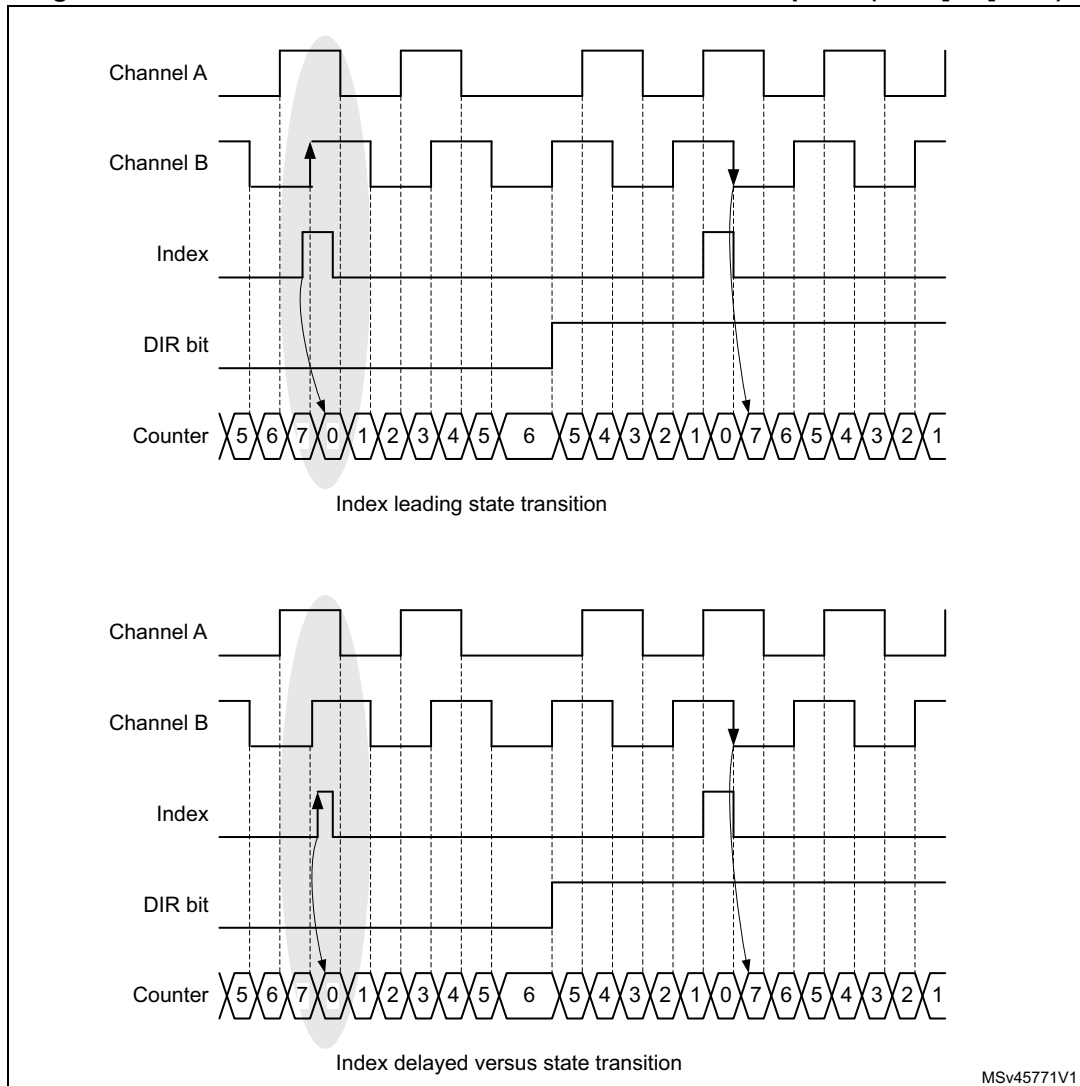 Channel A
Channel B
Index
DIR bit
Counter 5 6 7 0 1 2 3 4 5 6 5 4 3 2 1 0 7 6 5 4 3 2 1
Index leading state transition
Channel A
Channel B
Index
DIR bit
Counter 5 6 7 0 1 2 3 4 5 6 5 4 3 2 1 0 7 6 5 4 3 2 1
Index delayed versus state transition
MSv45771V1